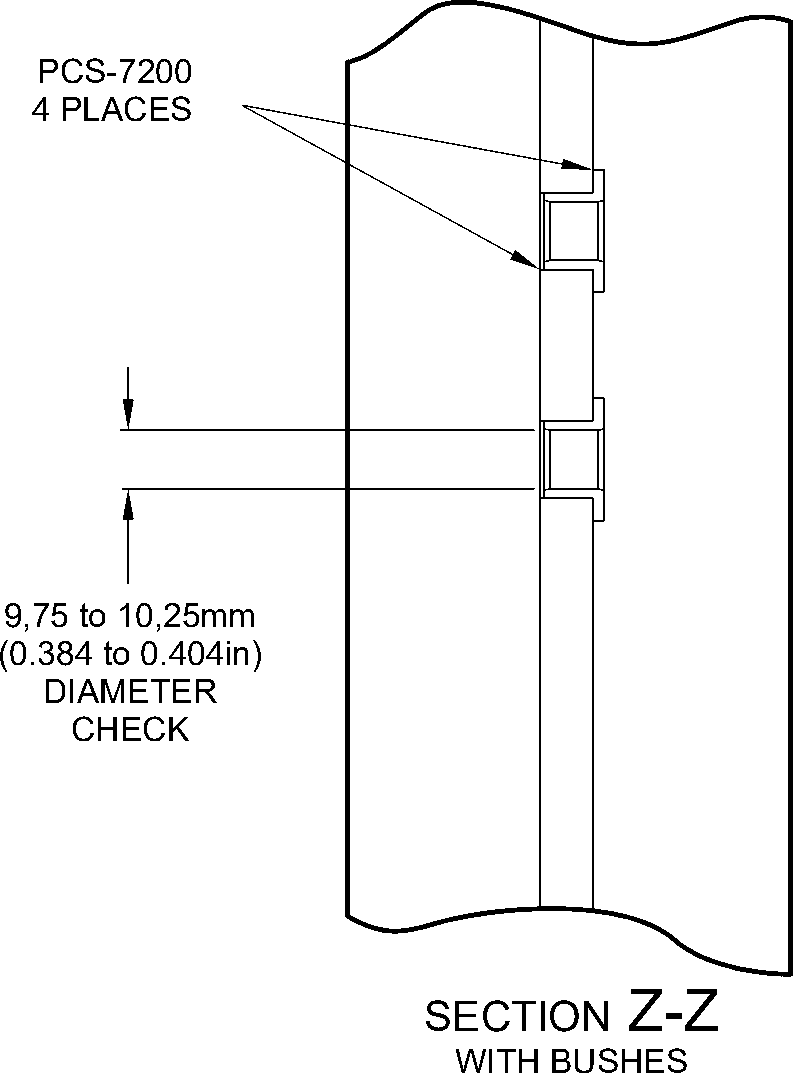 PCS-7200
4 PLACES
9,75 to 10,25mm
(0.384 to 0.404in)
DIAMETER
CHECK
SECTION Z-Z
WITH BUSHES